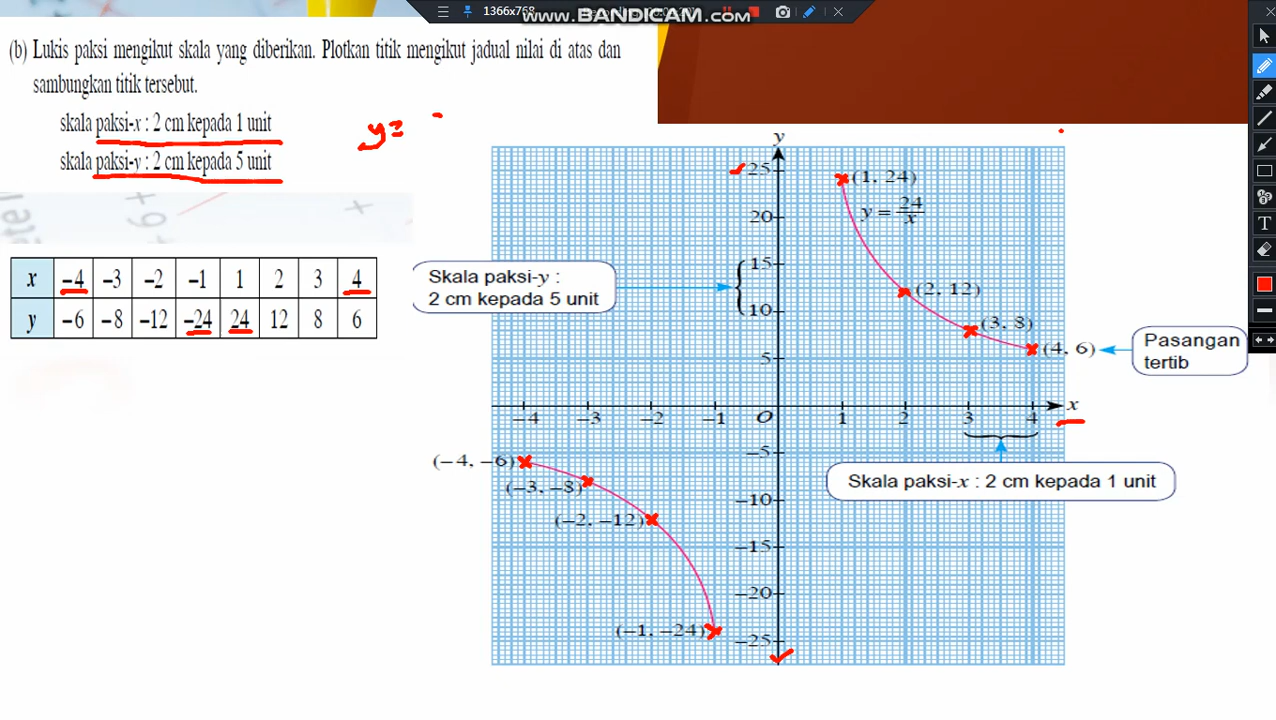 1366x768
www.BANDICAM.com
(b) Lukis paksi mengikut skala yang diberikan. Plotkan titik mengikut jadual nilai di atas dan
sambungkan titik tersebut.
skala paksi-x : 2 cm kepada 1 unit
skala paksi-y : 2 cm kepada 5 unit
y=
x −4 −3 −2 −1 1 2 3 4
y −6 −8 −12 −24 24 12 8 6
y
25
20
15
10
5
O
−5
−10
−15
−20
−25
−4 −3 −2 −1 1 2 3 4
x
(1, 24)
y = 24/x
(2, 12)
(3, 8)
(4, 6)
Pasangan
tertib
Skala paksi-y :
2 cm kepada 5 unit
Skala paksi-x : 2 cm kepada 1 unit
(−4, −6)
(−3, −8)
(−2, −12)
(−1, −24)
T